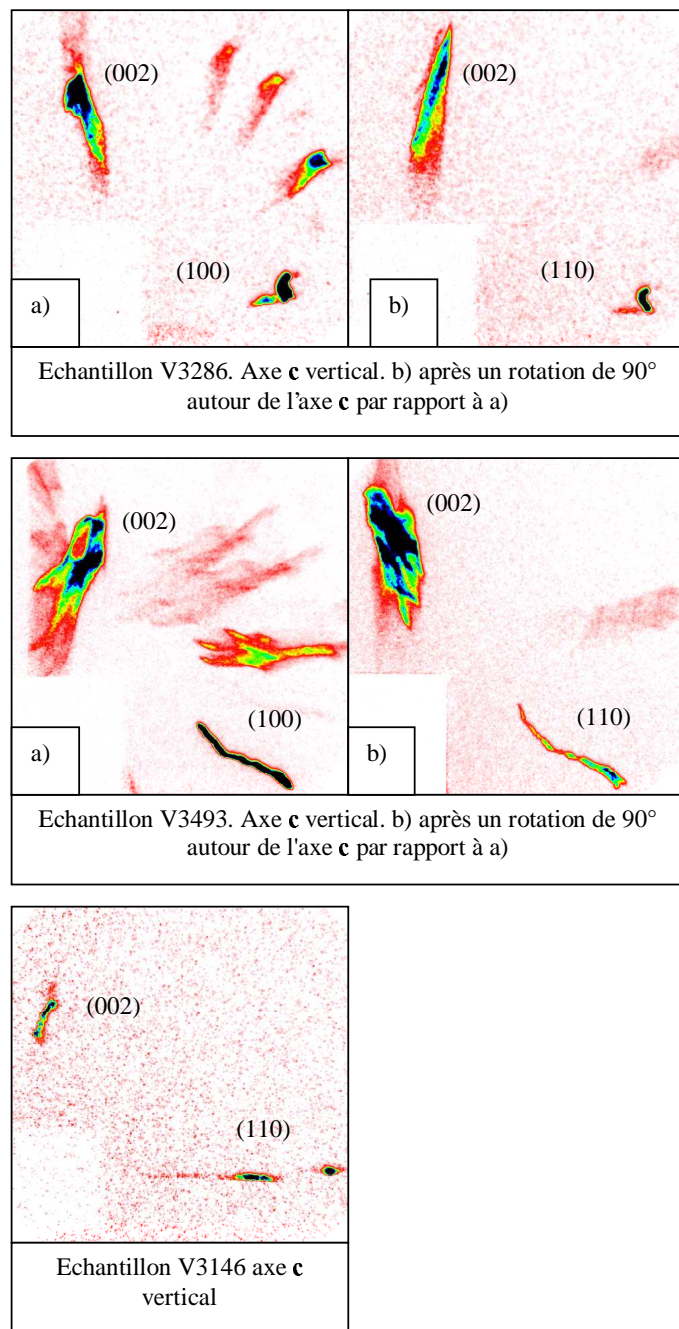 (002)
(002)
(100)
(110)
a)
b)
Echantillon V3286. Axe c vertical. b) après un rotation de 90°
autour de l’axe c par rapport à a)
(002)
(002)
(100)
(110)
a)
b)
Echantillon V3493. Axe c vertical. b) après un rotation de 90°
autour de l'axe c par rapport à a)
(002)
(110)
Echantillon V3146 axe c
vertical